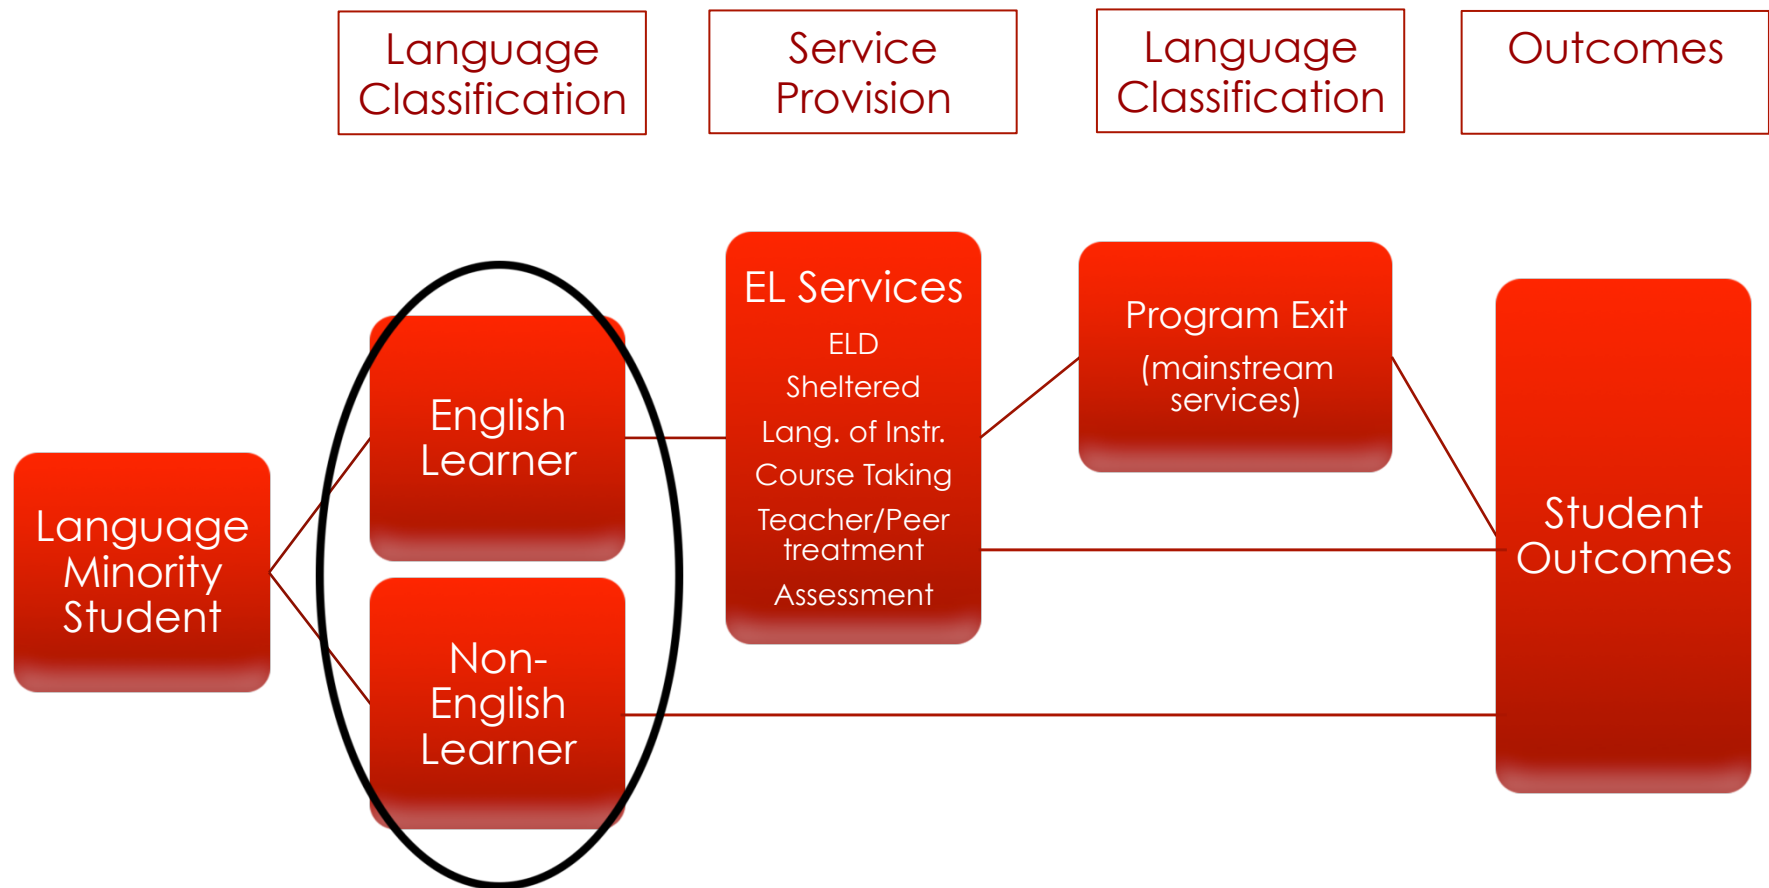 Language
Classification
Service
Provision
Language
Classification
Outcomes
Language
Minority
Student
English
Learner
Non-
English
Learner
EL Services
ELD
Sheltered
Lang. of Instr.
Course Taking
Teacher/Peer
treatment
Assessment
Program Exit
(mainstream
services)
Student
Outcomes